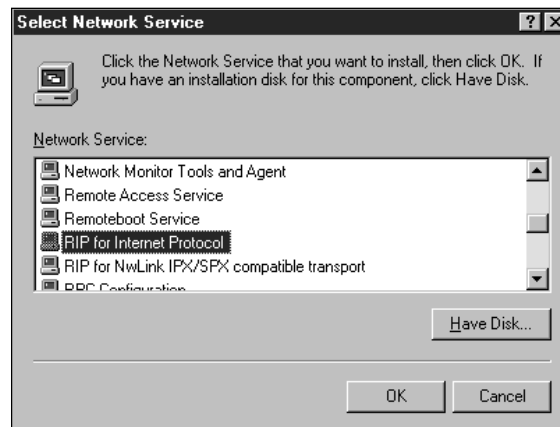 Select Network Service
Click the Network Service that you want to install, then click OK. If
you have an installation disk for this component, click Have Disk.
Network Service:
Network Monitor Tools and Agent
Remote Access Service
Remoteboot Service
RIP for Internet Protocol
RIP for NwLink IPX/SPX compatible transport
RPC Configuration
Have Disk...
OK
Cancel